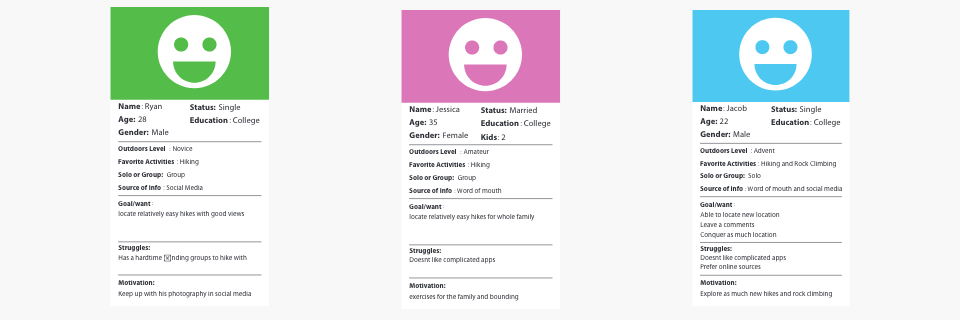 Name: Ryan
Status: Single
Age: 28
Education: College
Gender: Male
Outdoors Level : Novice
Favorite Activities : Hiking
Solo or Group: Group
Source of info : Social Media
Goal/want:
locate relatively easy hikes with good views
Struggles:
Has a hardtime ☒nding groups to hike with
Motivation:
Keep up with his photography in social media
Name: Jessica
Status: Married
Age: 35
Education: College
Gender: Female
Kids: 2
Outdoors Level : Amateur
Favorite Activities : Hiking
Solo or Group: Group
Source of info : Word of mouth
Goal/want:
locate relatively easy hikes for whole family
Struggles:
Doesnt like complicated apps
Motivation:
exercises for the family and bounding
Name: Jacob
Status: Single
Age: 22
Education: College
Gender: Male
Outdoors Level : Advent
Favorite Activities : Hiking and Rock Climbing
Solo or Group: Solo
Source of info : Word of mouth and social media
Goal/want:
Able to locate new location
Leave a comments
Conquer as much location
Struggles:
Doesnt like complicated apps
Prefer online sources
Motivation:
Explore as much new hikes and rock climbing